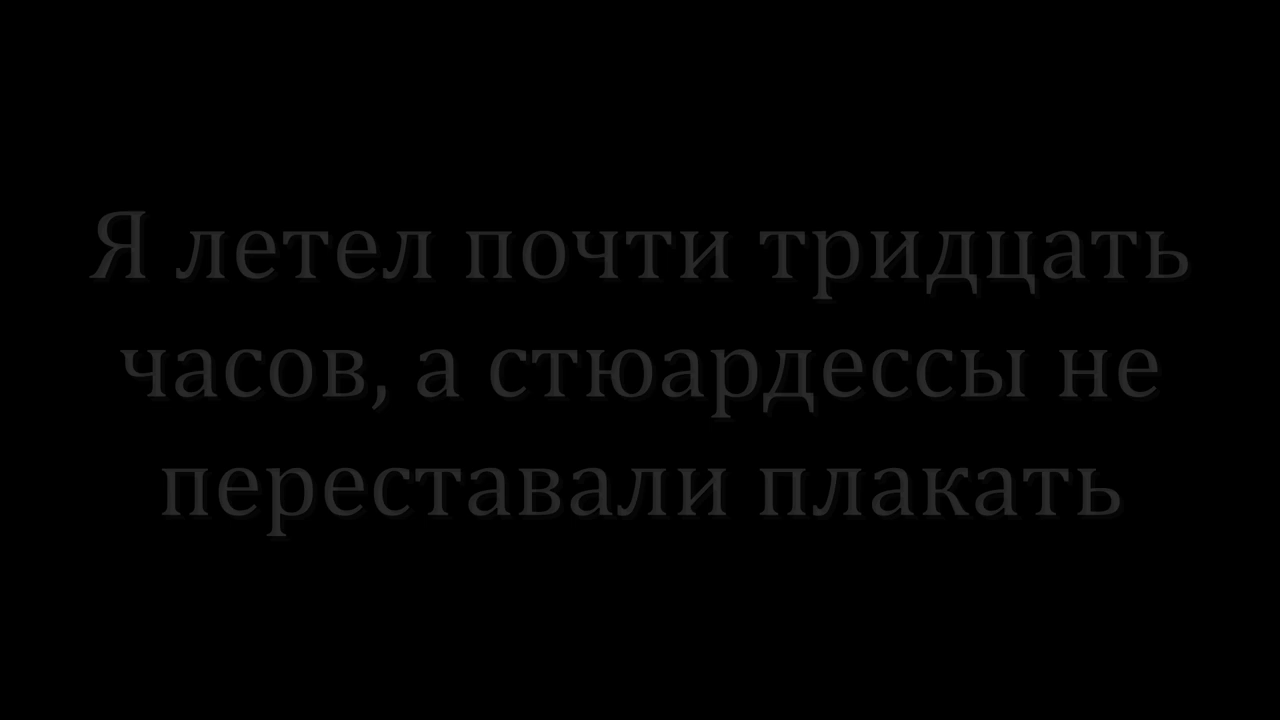 Я летел почти тридцать
часов, а стюардессы не
переставали плакать